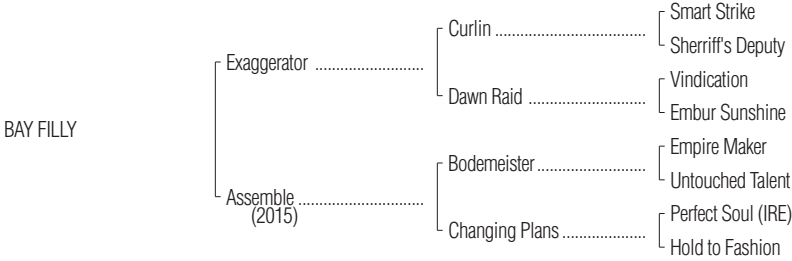 Smart Strike
Curlin ....................................
Sherriff's Deputy
Exaggerator ..........................
Vindication
Dawn Raid ............................
Embur Sunshine
BAY FILLY
Empire Maker
Bodemeister ..........................
Untouched Talent
Assemble ..............................
(2015)
Perfect Soul (IRE)
Changing Plans ....................
Hold to Fashion